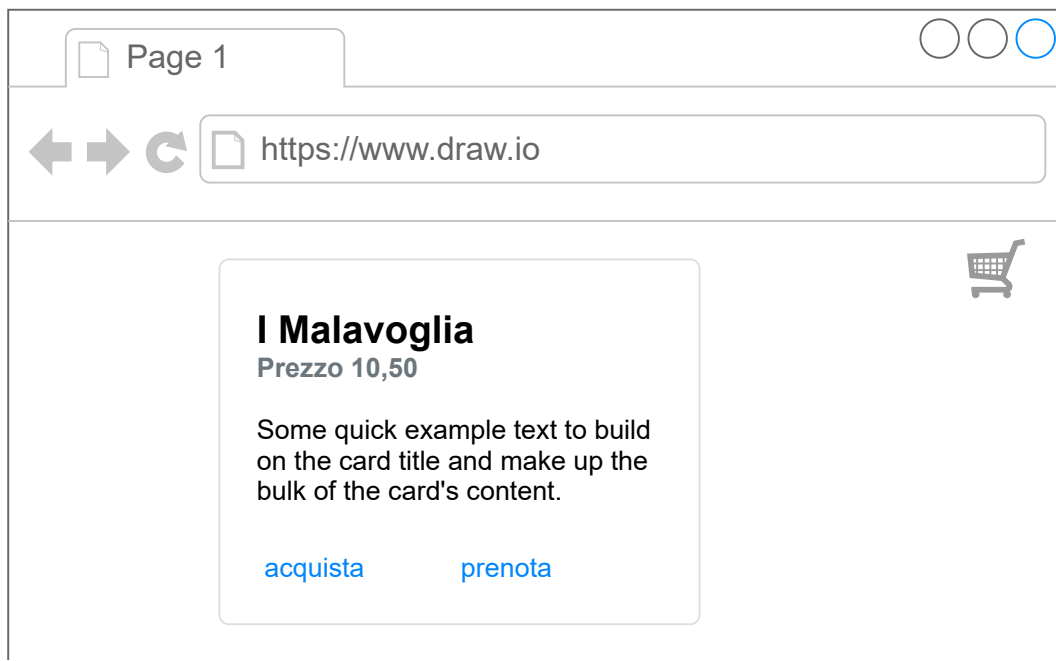 Page 1
https://www.draw.io
I Malavoglia
Prezzo 10,50
Some quick example text to build
on the card title and make up the
bulk of the card's content.
acquista prenota